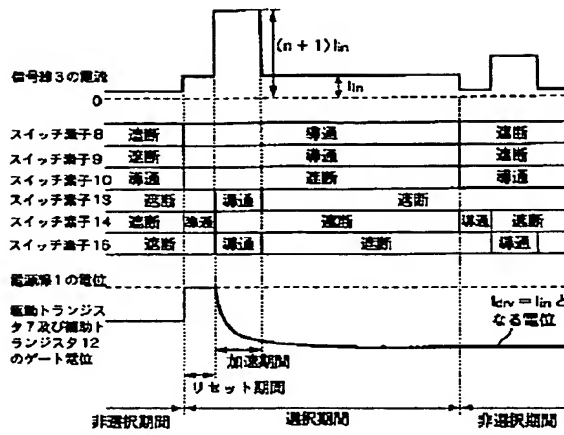 (n + 1) Iin
信号線3の電流
Iin
0
スイッチ素子8 遮断 導通 遮断
スイッチ素子9 遮断 導通 遮断
スイッチ素子10 導通 遮断 導通
スイッチ素子13 遮断 導通 遮断
スイッチ素子14 遮断 導通 遮断 導通 遮断
スイッチ素子15 遮断 導通 遮断 導通
電源線1の電位
駆動トランジス
タ7及び補助ト
ランジスタ12
のゲート電位
Idrv = Iin と
なる電位
加速期間
リセット期間
非選択期間 選択期間 非選択期間